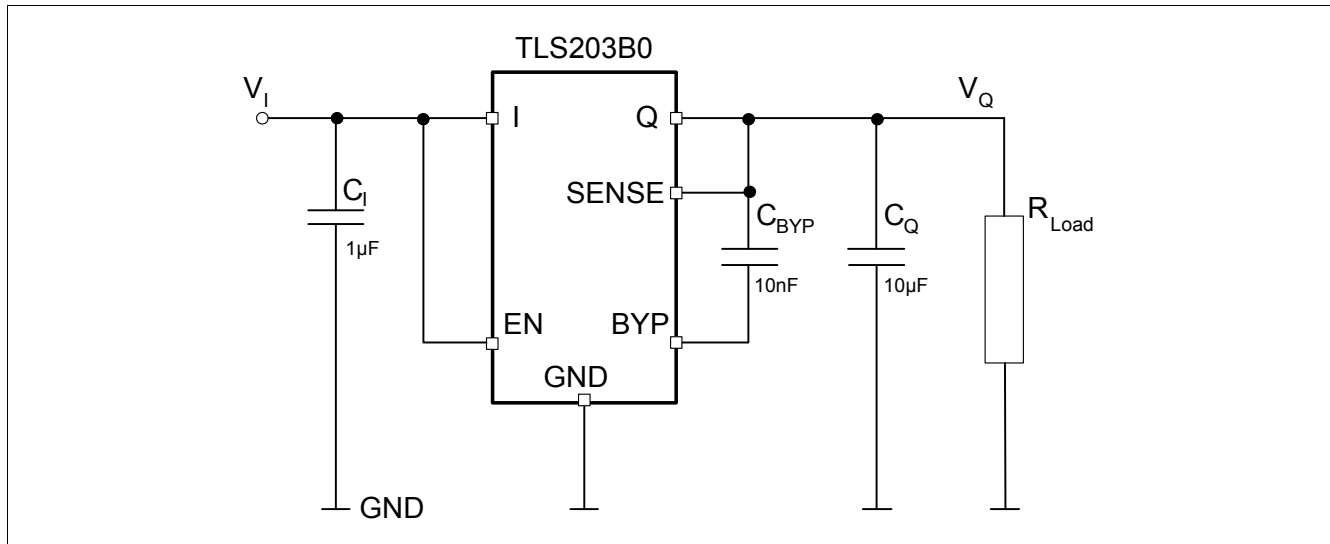 TLS203B0
V_I
I
Q
V_Q
SENSE
C_I
1µF
C_BYP
10nF
C_Q
10µF
R_Load
EN
BYP
GND
GND